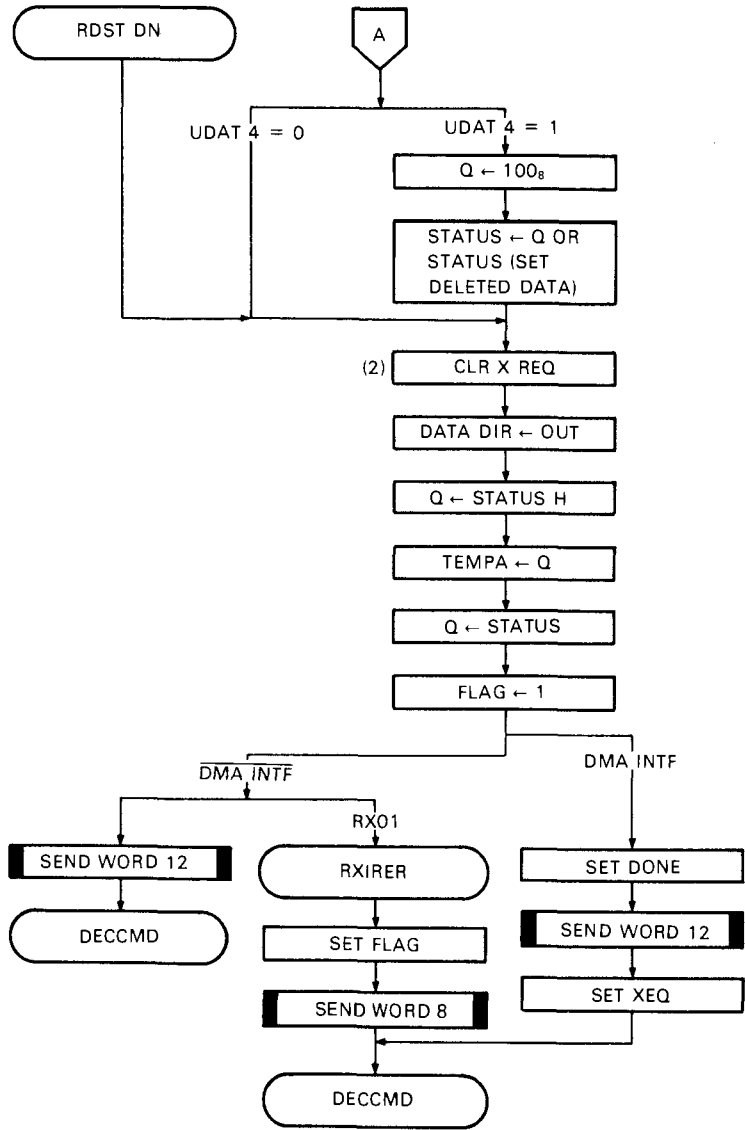 RDST DN
A
UDAT 4 = 0
UDAT 4 = 1
Q ← 100₈
STATUS ← Q OR
STATUS (SET
DELETED DATA)
(2)
CLR X REQ
DATA DIR ← OUT
Q ← STATUS H
TEMPA ← Q
Q ← STATUS
FLAG ← 1
D̅M̅A̅ ̅I̅N̅T̅F̅
DMA INTF
RX01
SEND WORD 12
RXIRER
SET DONE
DECCMD
SET FLAG
SEND WORD 12
SEND WORD 8
SET XEQ
DECCMD